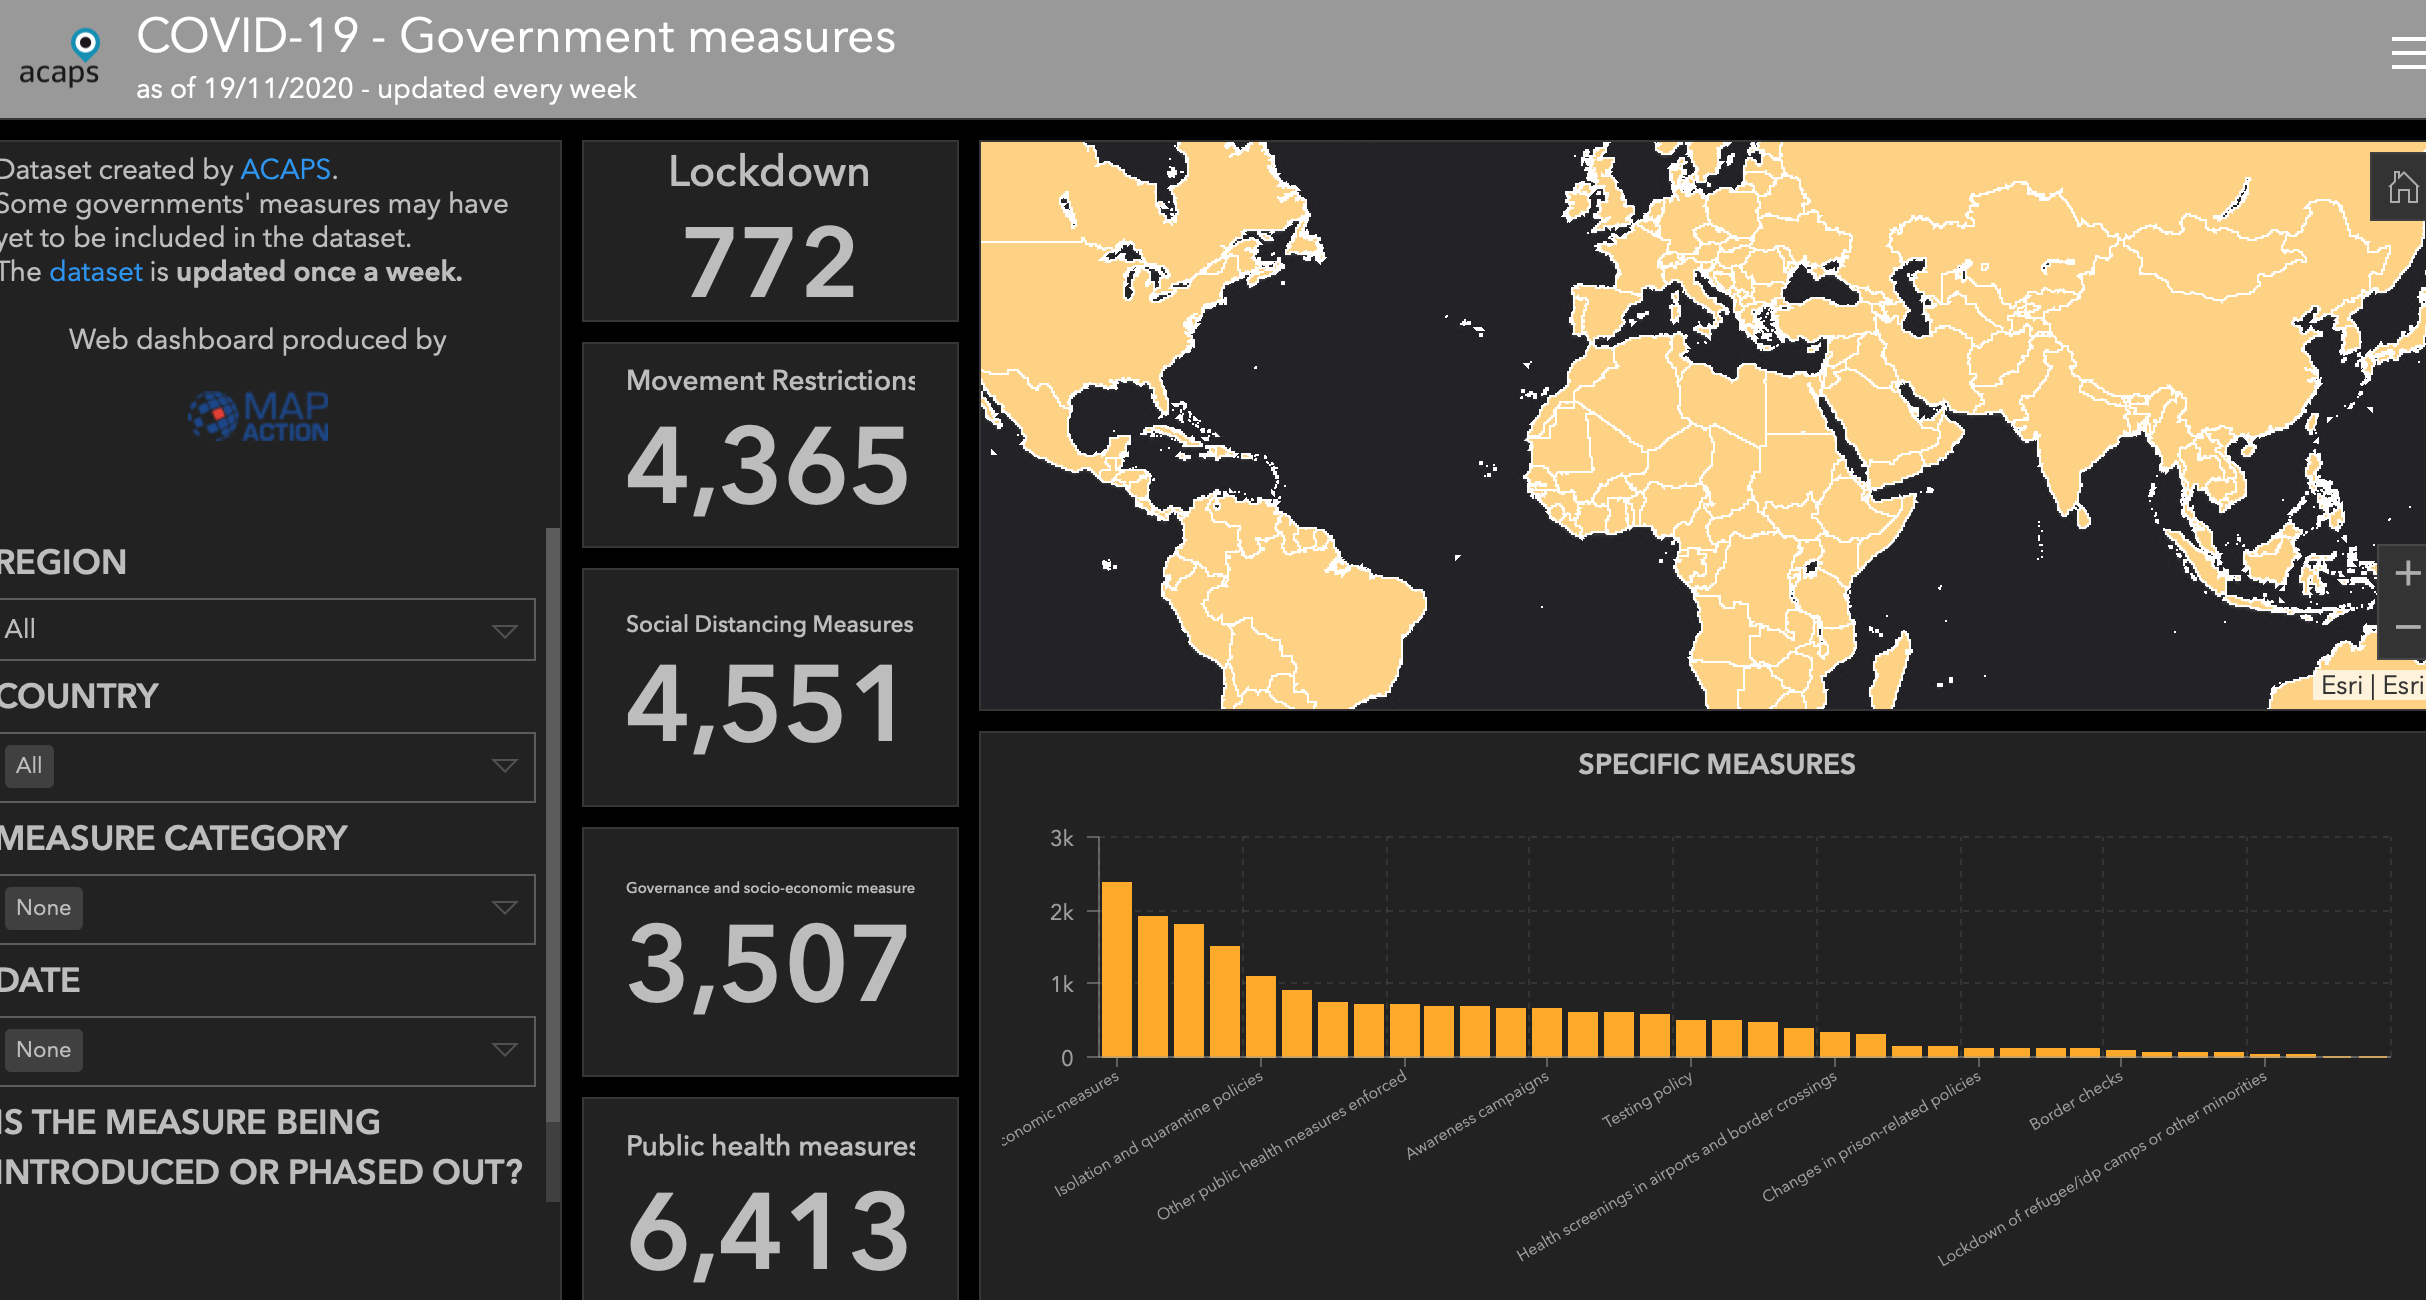 acaps
COVID-19 - Government measures
as of 19/11/2020 - updated every week
Dataset created by ACAPS.
Some governments' measures may have
yet to be included in the dataset.
The dataset is updated once a week.
Web dashboard produced by
MAP
ACTION
REGION
All
COUNTRY
All
MEASURE CATEGORY
None
DATE
None
IS THE MEASURE BEING
INTRODUCED OR PHASED OUT?
Lockdown
772
Movement Restrictions
4,365
Social Distancing Measures
4,551
Governance and socio-economic measure
3,507
Public health measures
6,413
Esri | Esri
SPECIFIC MEASURES
3k
2k
1k
0
conomic measures
Isolation and quarantine policies
Other public health measures enforced
Awareness campaigns
Testing policy
Health screenings in airports and border crossings
Changes in prison-related policies
Border checks
Lockdown of refugee/idp camps or other minorities